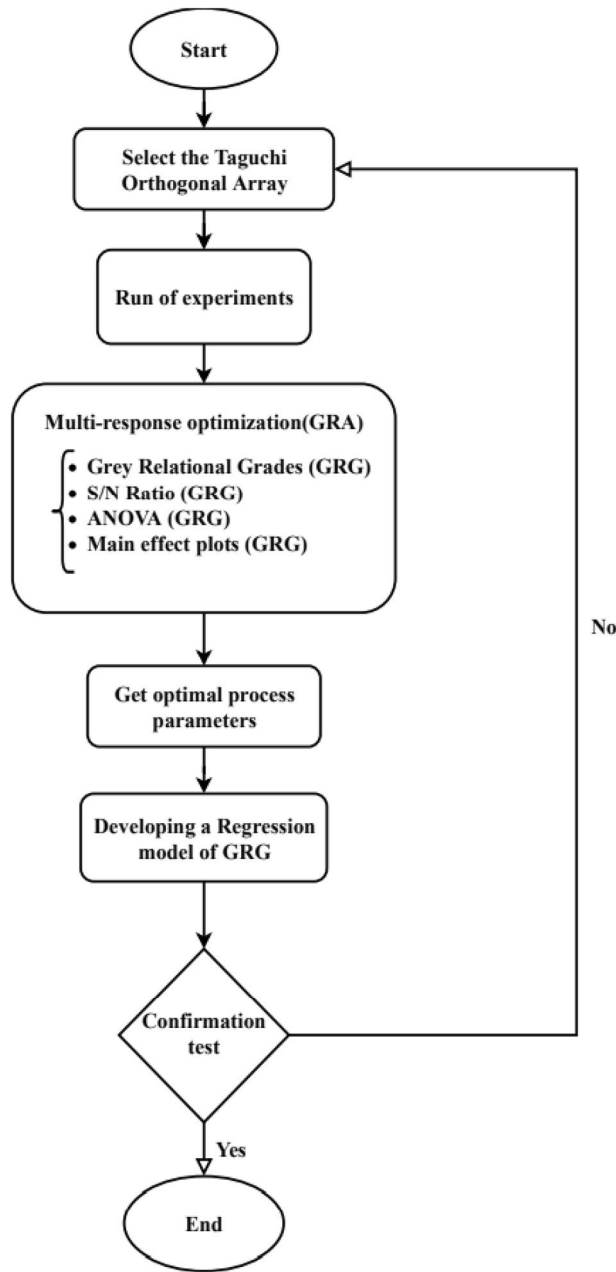 Start
Select the Taguchi
Orthogonal Array
Run of experiments
Multi-response optimization(GRA)
• Grey Relational Grades (GRG)
• S/N Ratio (GRG)
• ANOVA (GRG)
• Main effect plots (GRG)
No
Get optimal process
parameters
Developing a Regression
model of GRG
Confirmation
test
Yes
End